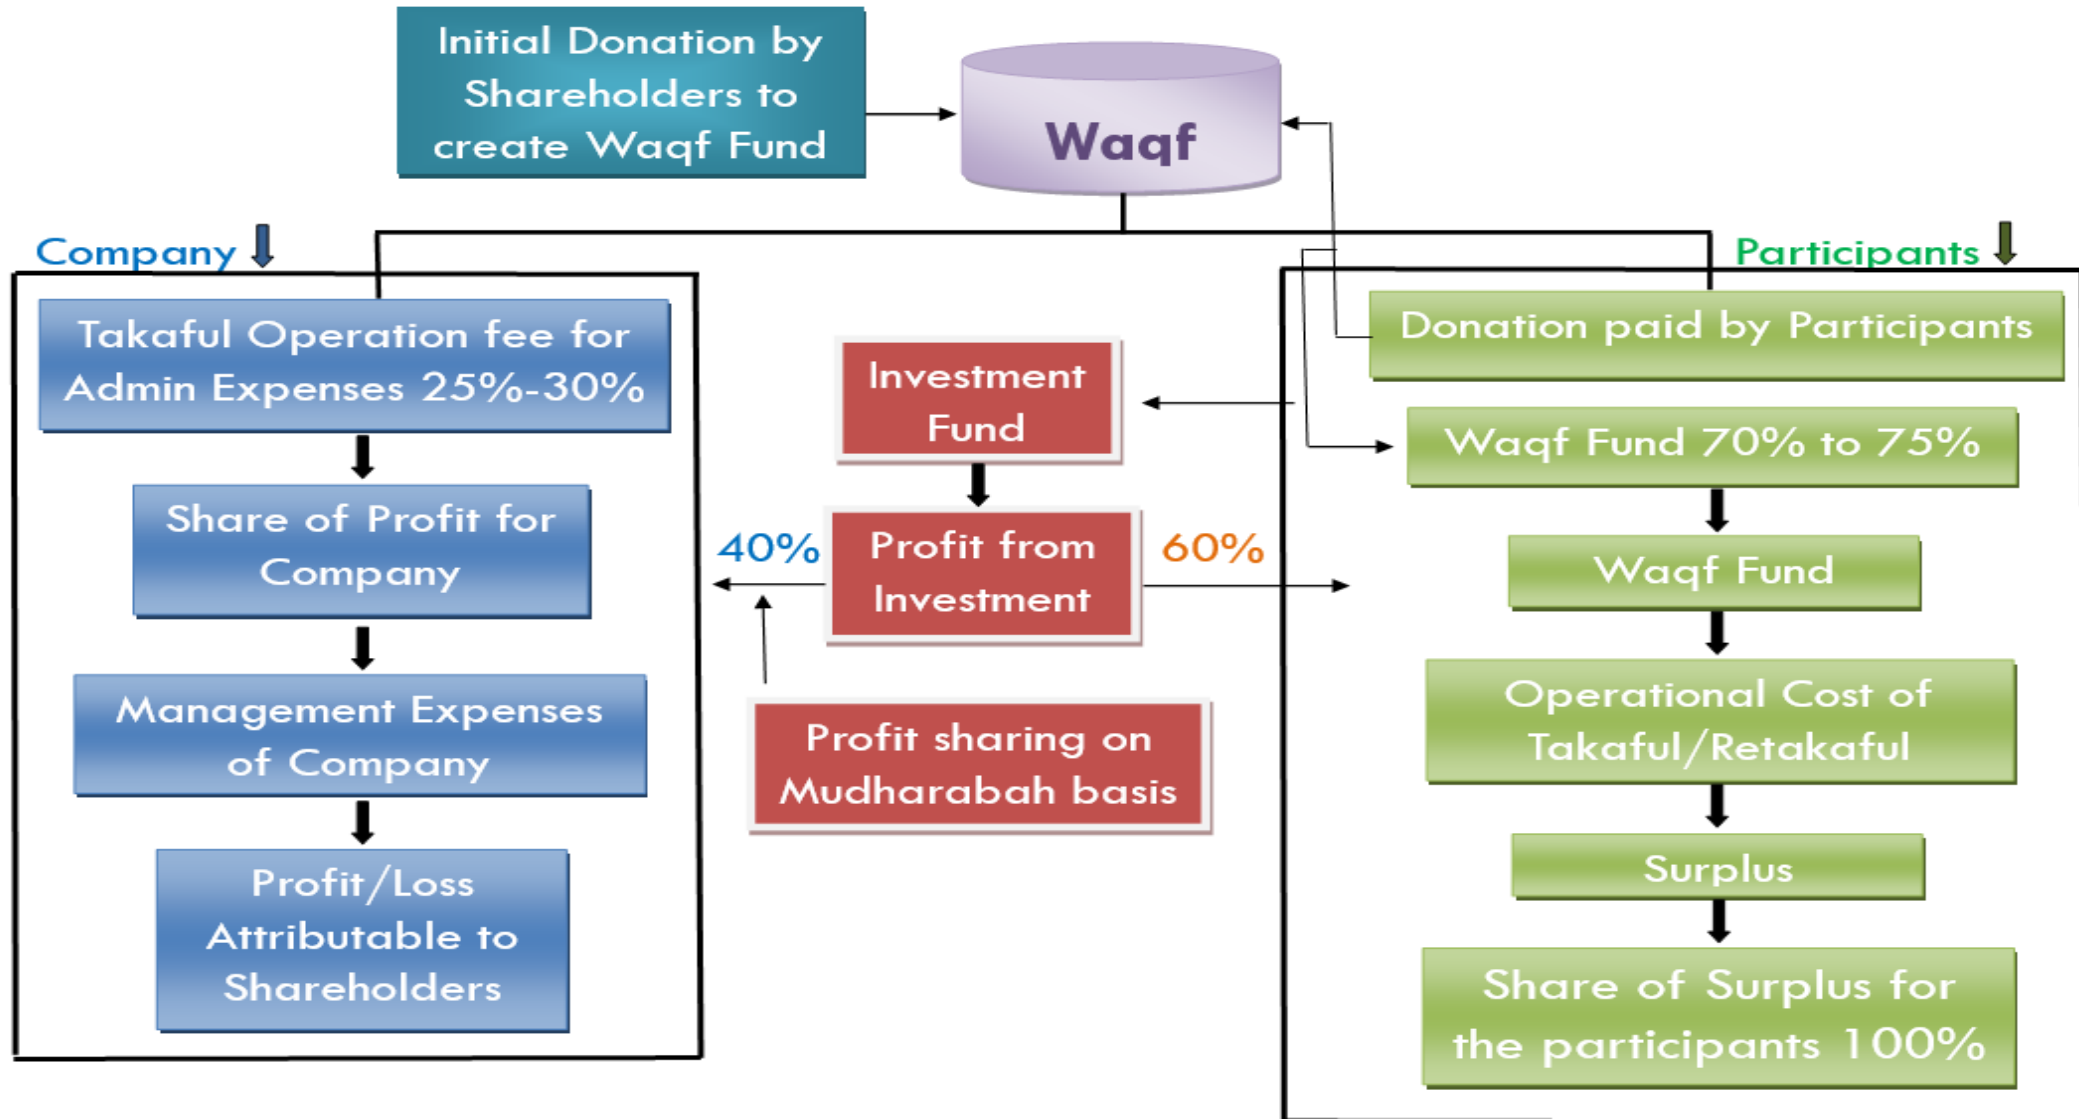 Initial Donation by
Shareholders to
create Waqf Fund
Waqf
Company
Takaful Operation fee for
Admin Expenses 25%-30%
Share of Profit for
Company
Management Expenses
of Company
Profit/Loss
Attributable to
Shareholders
Investment
Fund
40%
Profit from
Investment
60%
Profit sharing on
Mudharabah basis
Participants
Donation paid by Participants
Waqf Fund 70% to 75%
Waqf Fund
Operational Cost of
Takaful/Retakaful
Surplus
Share of Surplus for
the participants 100%